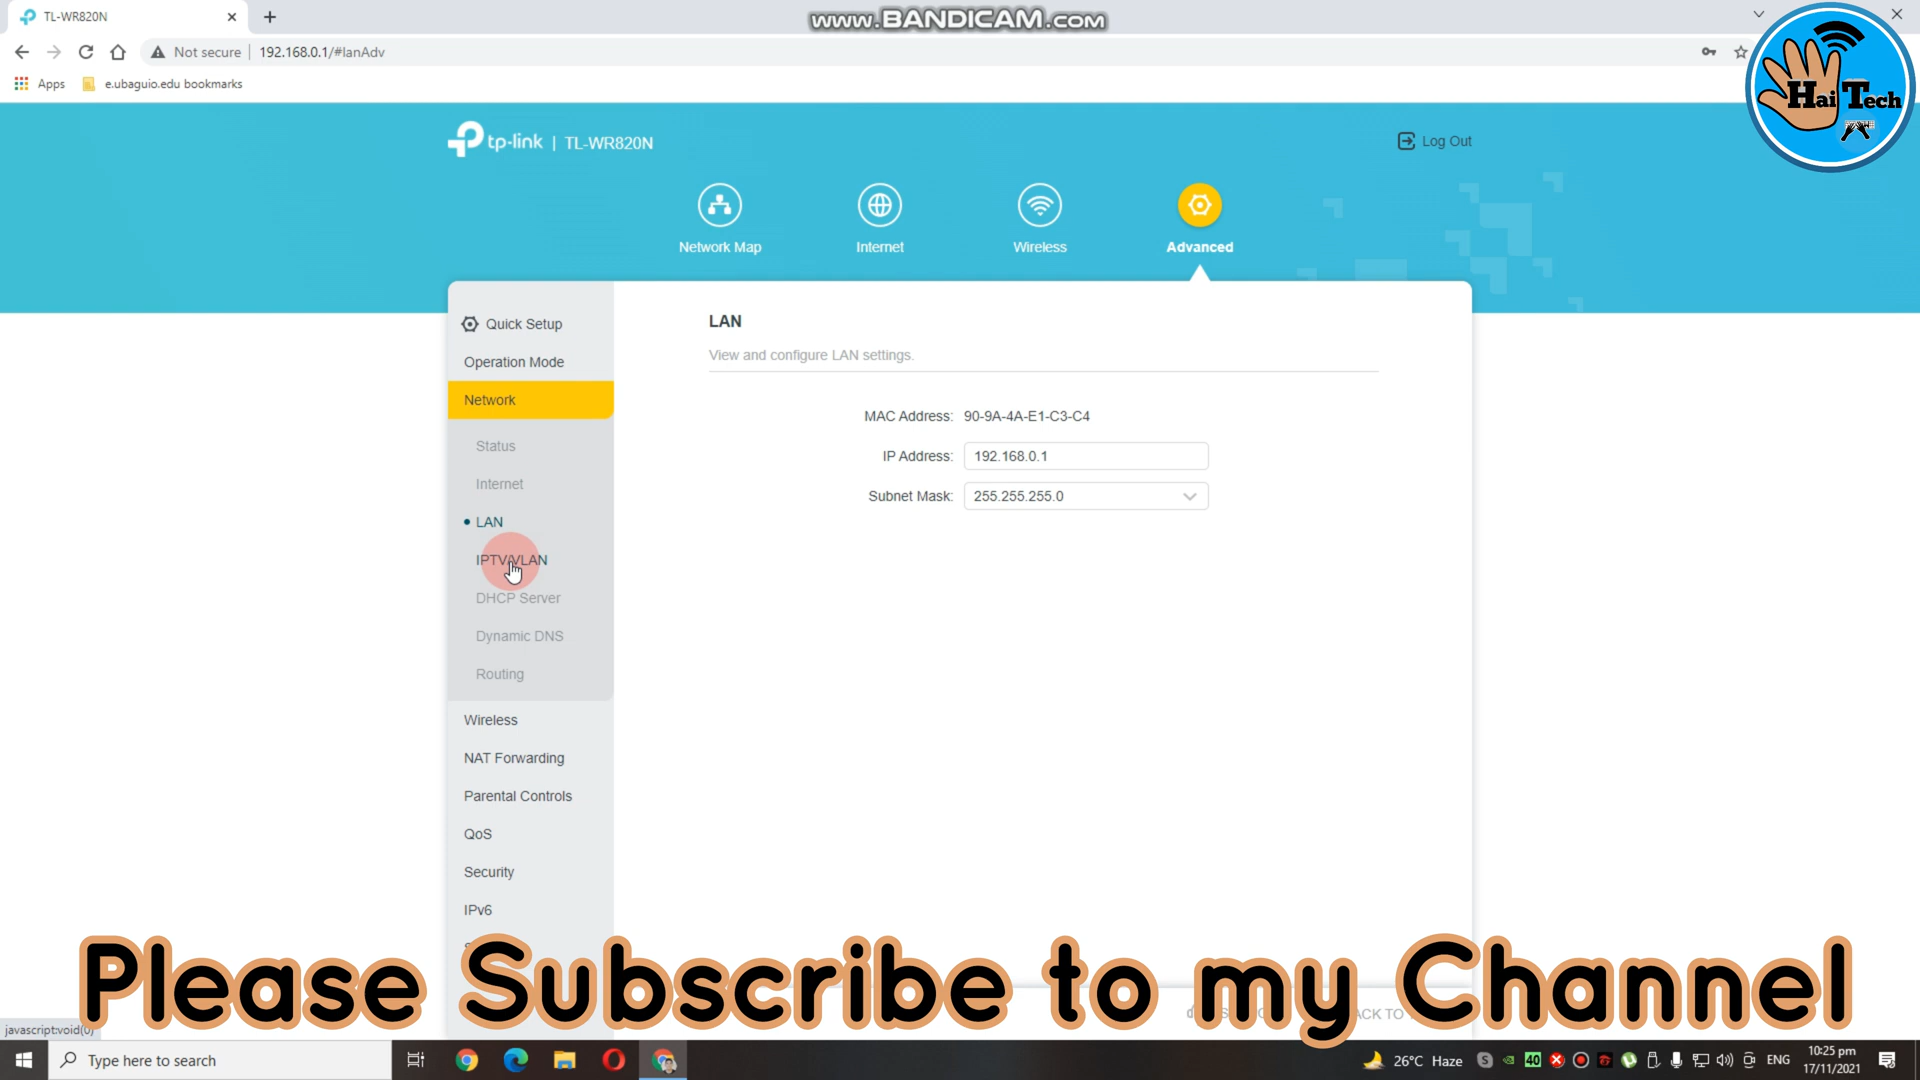 TL-WR820N
www.BANDICAM.com
Not secure
192.168.0.1/#lanAdv
Apps
e.ubaguio.edu bookmarks
Hai Tech
tp-link | TL-WR820N
Log Out
Network Map
Internet
Wireless
Advanced
Quick Setup
Operation Mode
Network
Status
Internet
LAN
IPTV/VLAN
DHCP Server
Dynamic DNS
Routing
Wireless
NAT Forwarding
Parental Controls
QoS
Security
IPv6
LAN
View and configure LAN settings.
MAC Address: 90-9A-4A-E1-C3-C4
IP Address: 192.168.0.1
Subnet Mask: 255.255.255.0
Please Subscribe to my Channel
javascript:void(0)
Type here to search
26°C Haze
40
ENG
10:25 pm
17/11/2021